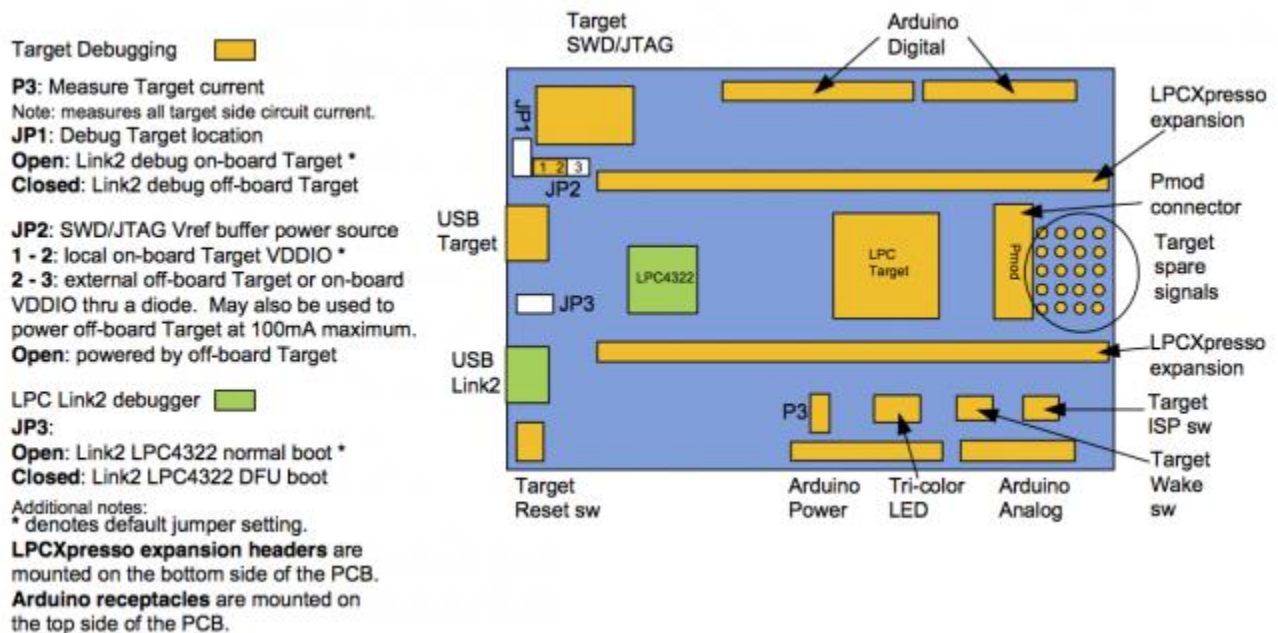 Target Debugging
P3: Measure Target current
Note: measures all target side circuit current.
JP1: Debug Target location
Open: Link2 debug on-board Target *
Closed: Link2 debug off-board Target
JP2: SWD/JTAG Vref buffer power source
1 - 2: local on-board Target VDDIO *
2 - 3: external off-board Target or on-board
VDDIO thru a diode. May also be used to
power off-board Target at 100mA maximum.
Open: powered by off-board Target
LPC Link2 debugger
JP3:
Open: Link2 LPC4322 normal boot *
Closed: Link2 LPC4322 DFU boot
Additional notes:
* denotes default jumper setting.
LPCXpresso expansion headers are
mounted on the bottom side of the PCB.
Arduino receptacles are mounted on
the top side of the PCB.
Target
SWD/JTAG
Arduino
Digital
JP1
1 2 3
JP2
LPCXpresso
expansion
Pmod
connector
USB
Target
LPC4322
LPC
Target
Pmod
Target
spare
signals
JP3
USB
Link2
LPCXpresso
expansion
P3
Target
ISP sw
Target
Wake
sw
Target
Reset sw
Arduino
Power
Tri-color
LED
Arduino
Analog